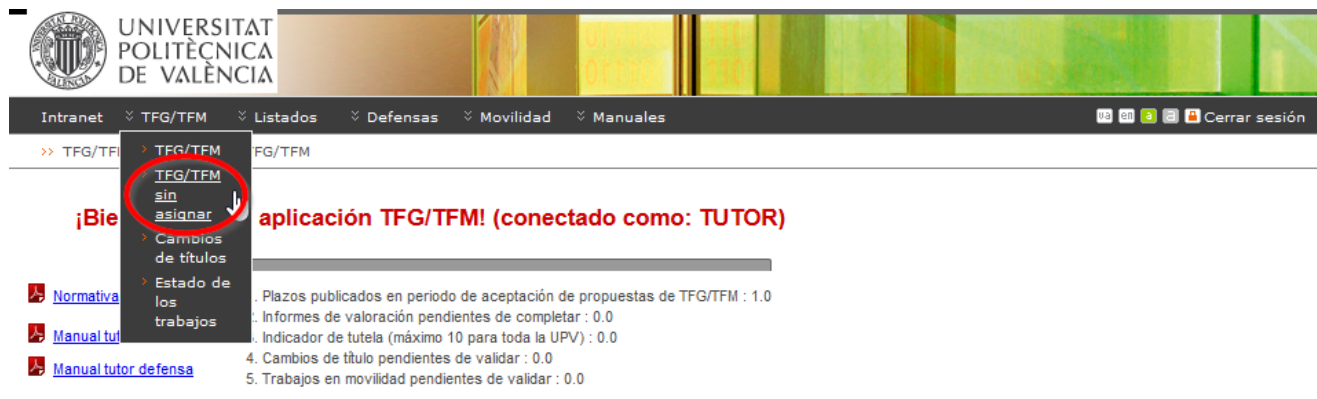 UNIVERSITAT
POLITÈCNICA
DE VALÈNCIA
Intranet TFG/TFM Listados Defensas Movilidad Manuales va en a a Cerrar sesión
>> TFG/TF FG/TFM
TFG/TFM
TFG/TFM
sin
asignar
Cambios
de títulos
Estado de
los
trabajos
¡Bie aplicación TFG/TFM! (conectado como: TUTOR)
Normativa
Manual tut
Manual tutor defensa
. Plazos publicados en periodo de aceptación de propuestas de TFG/TFM : 1.0
. Informes de valoración pendientes de completar : 0.0
. Indicador de tutela (máximo 10 para toda la UPV) : 0.0
4. Cambios de título pendientes de validar : 0.0
5. Trabajos en movilidad pendientes de validar : 0.0